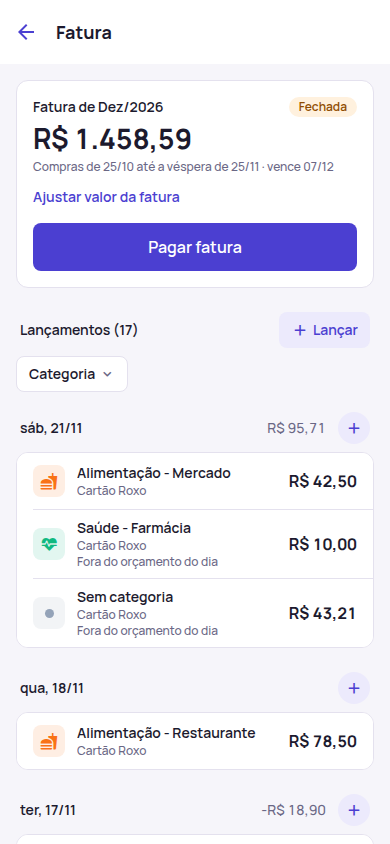 Fatura
Fatura de Dez/2026
Fechada
R$ 1.458,59
Compras de 25/10 até a véspera de 25/11 · vence 07/12
Ajustar valor da fatura
Pagar fatura
Lançamentos (17)
+ Lançar
Categoria
sáb, 21/11
R$ 95,71
Alimentação - Mercado
Cartão Roxo
R$ 42,50
Saúde - Farmácia
Cartão Roxo
Fora do orçamento do dia
R$ 10,00
Sem categoria
Cartão Roxo
Fora do orçamento do dia
R$ 43,21
qua, 18/11
Alimentação - Restaurante
Cartão Roxo
R$ 78,50
ter, 17/11
-R$ 18,90